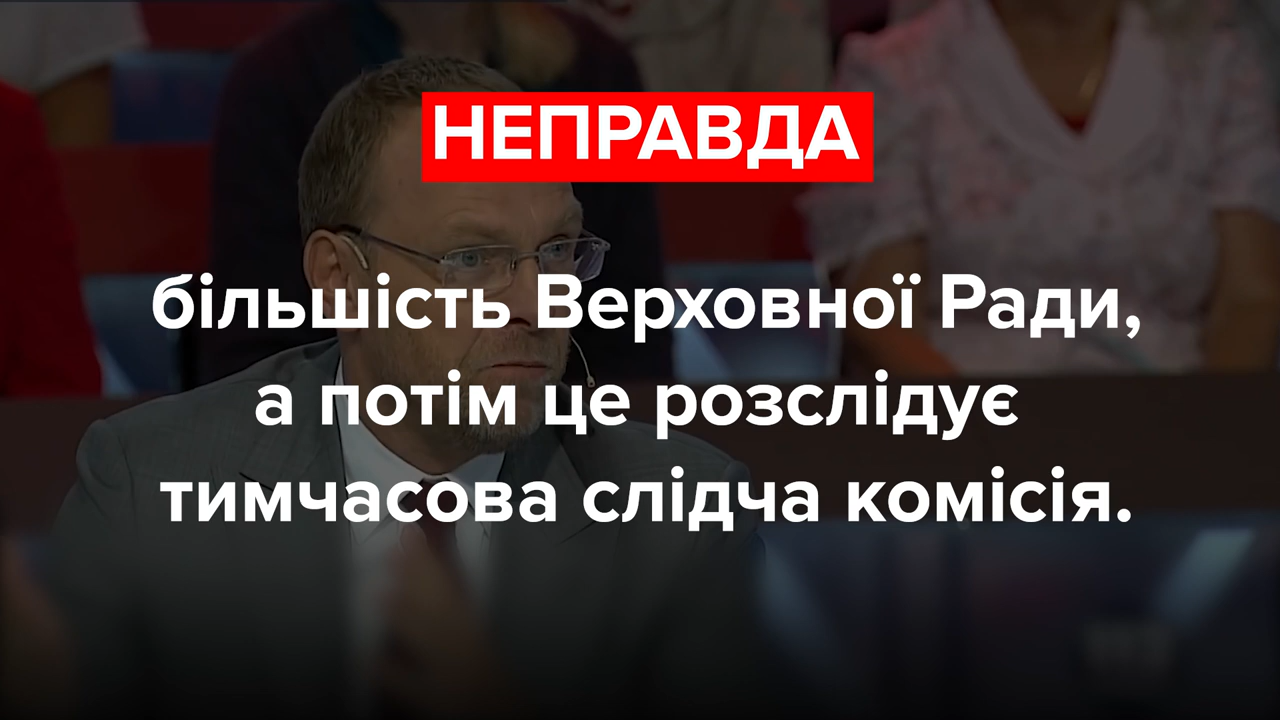 НЕПРАВДА
більшість Верховної Ради,
а потім це розслідує
тимчасова слідча комісія.